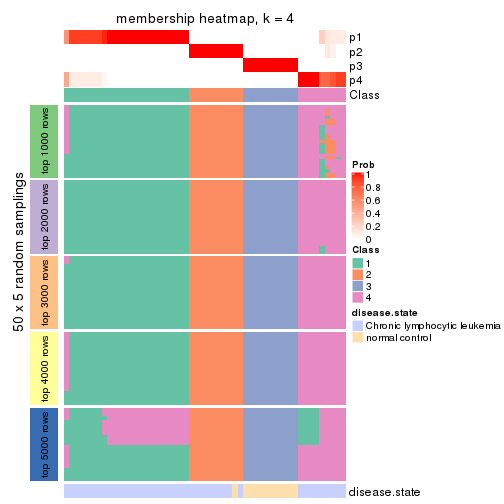 membership heatmap, k = 4
p1
p2
p3
p4
Class
50 x 5 random samplings
top 1000 rows
top 2000 rows
top 3000 rows
top 4000 rows
top 5000 rows
Prob
1
0.8
0.6
0.4
0.2
0
Class
1
2
3
4
disease.state
Chronic lymphocytic leukemia
normal control
disease.state